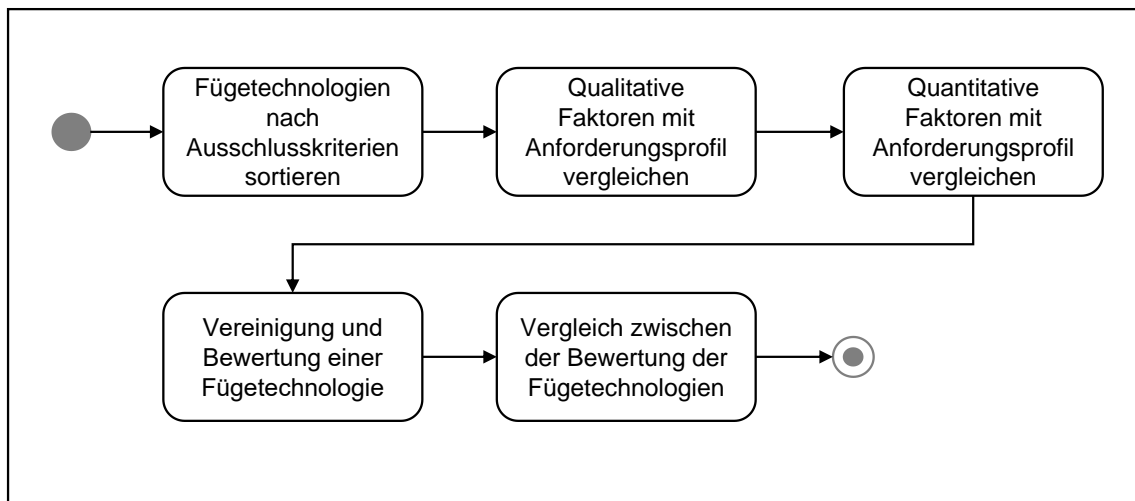 Fügetechnologien
nach
Ausschlusskriterien
sortieren
Qualitative
Faktoren mit
Anforderungsprofil
vergleichen
Quantitative
Faktoren mit
Anforderungsprofil
vergleichen
Vereinigung und
Bewertung einer
Fügetechnologie
Vergleich zwischen
der Bewertung der
Fügetechnologien